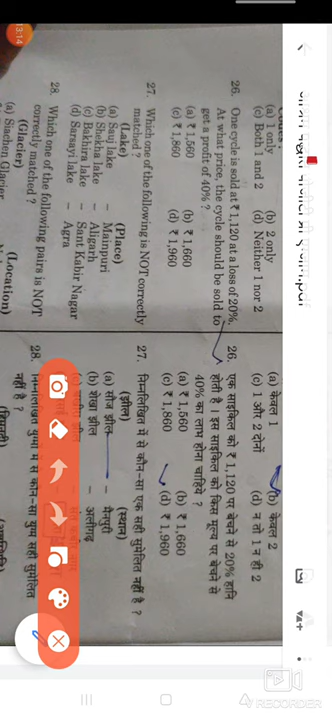 13:14
(a) 1 only (b) 2 only
(c) Both 1 and 2 (d) Neither 1 nor 2
26. One cycle is sold at ₹ 1,120 at a loss of 20%.
At what price, the cycle should be sold to
get a profit of 40% ?
(a) ₹ 1,560 (b) ₹ 1,660
(c) ₹ 1,860 (d) ₹ 1,960
27. Which one of the following is NOT correctly
matched ?
(Lake) (Place)
(a) Sauj lake – Mainpuri
(b) Shekha lake – Aligarh
(c) Bakhira lake – Sant Kabir Nagar
(d) Sarsayi lake – Agra
28. Which one of the following pairs is NOT
correctly matched ?
(Glacier) (Location)
(a) Siachen Glacier
(a) केवल 1 (b) केवल 2
(c) 1 और 2 दोनों (d) न तो 1 न ही 2
26. एक साइकिल को ₹ 1,120 पर बेचने से 20% हानि
होती है । इस साइकिल को किस मूल्य पर बेचने से
40% का लाभ होना चाहिये ?
(a) ₹ 1,560 (b) ₹ 1,660
(c) ₹ 1,860 (d) ₹ 1,960
27. निम्नलिखित में से कौन-सा एक सही सुमेलित नहीं है ?
(झील) (स्थान)
(a) सौज झील – मैनपुरी
(b) शेखा झील – अलीगढ़
28. निम्नलिखित युग्मों में से कौन-सा युग्म सही सुमेलित
नहीं है ?
RECORDER